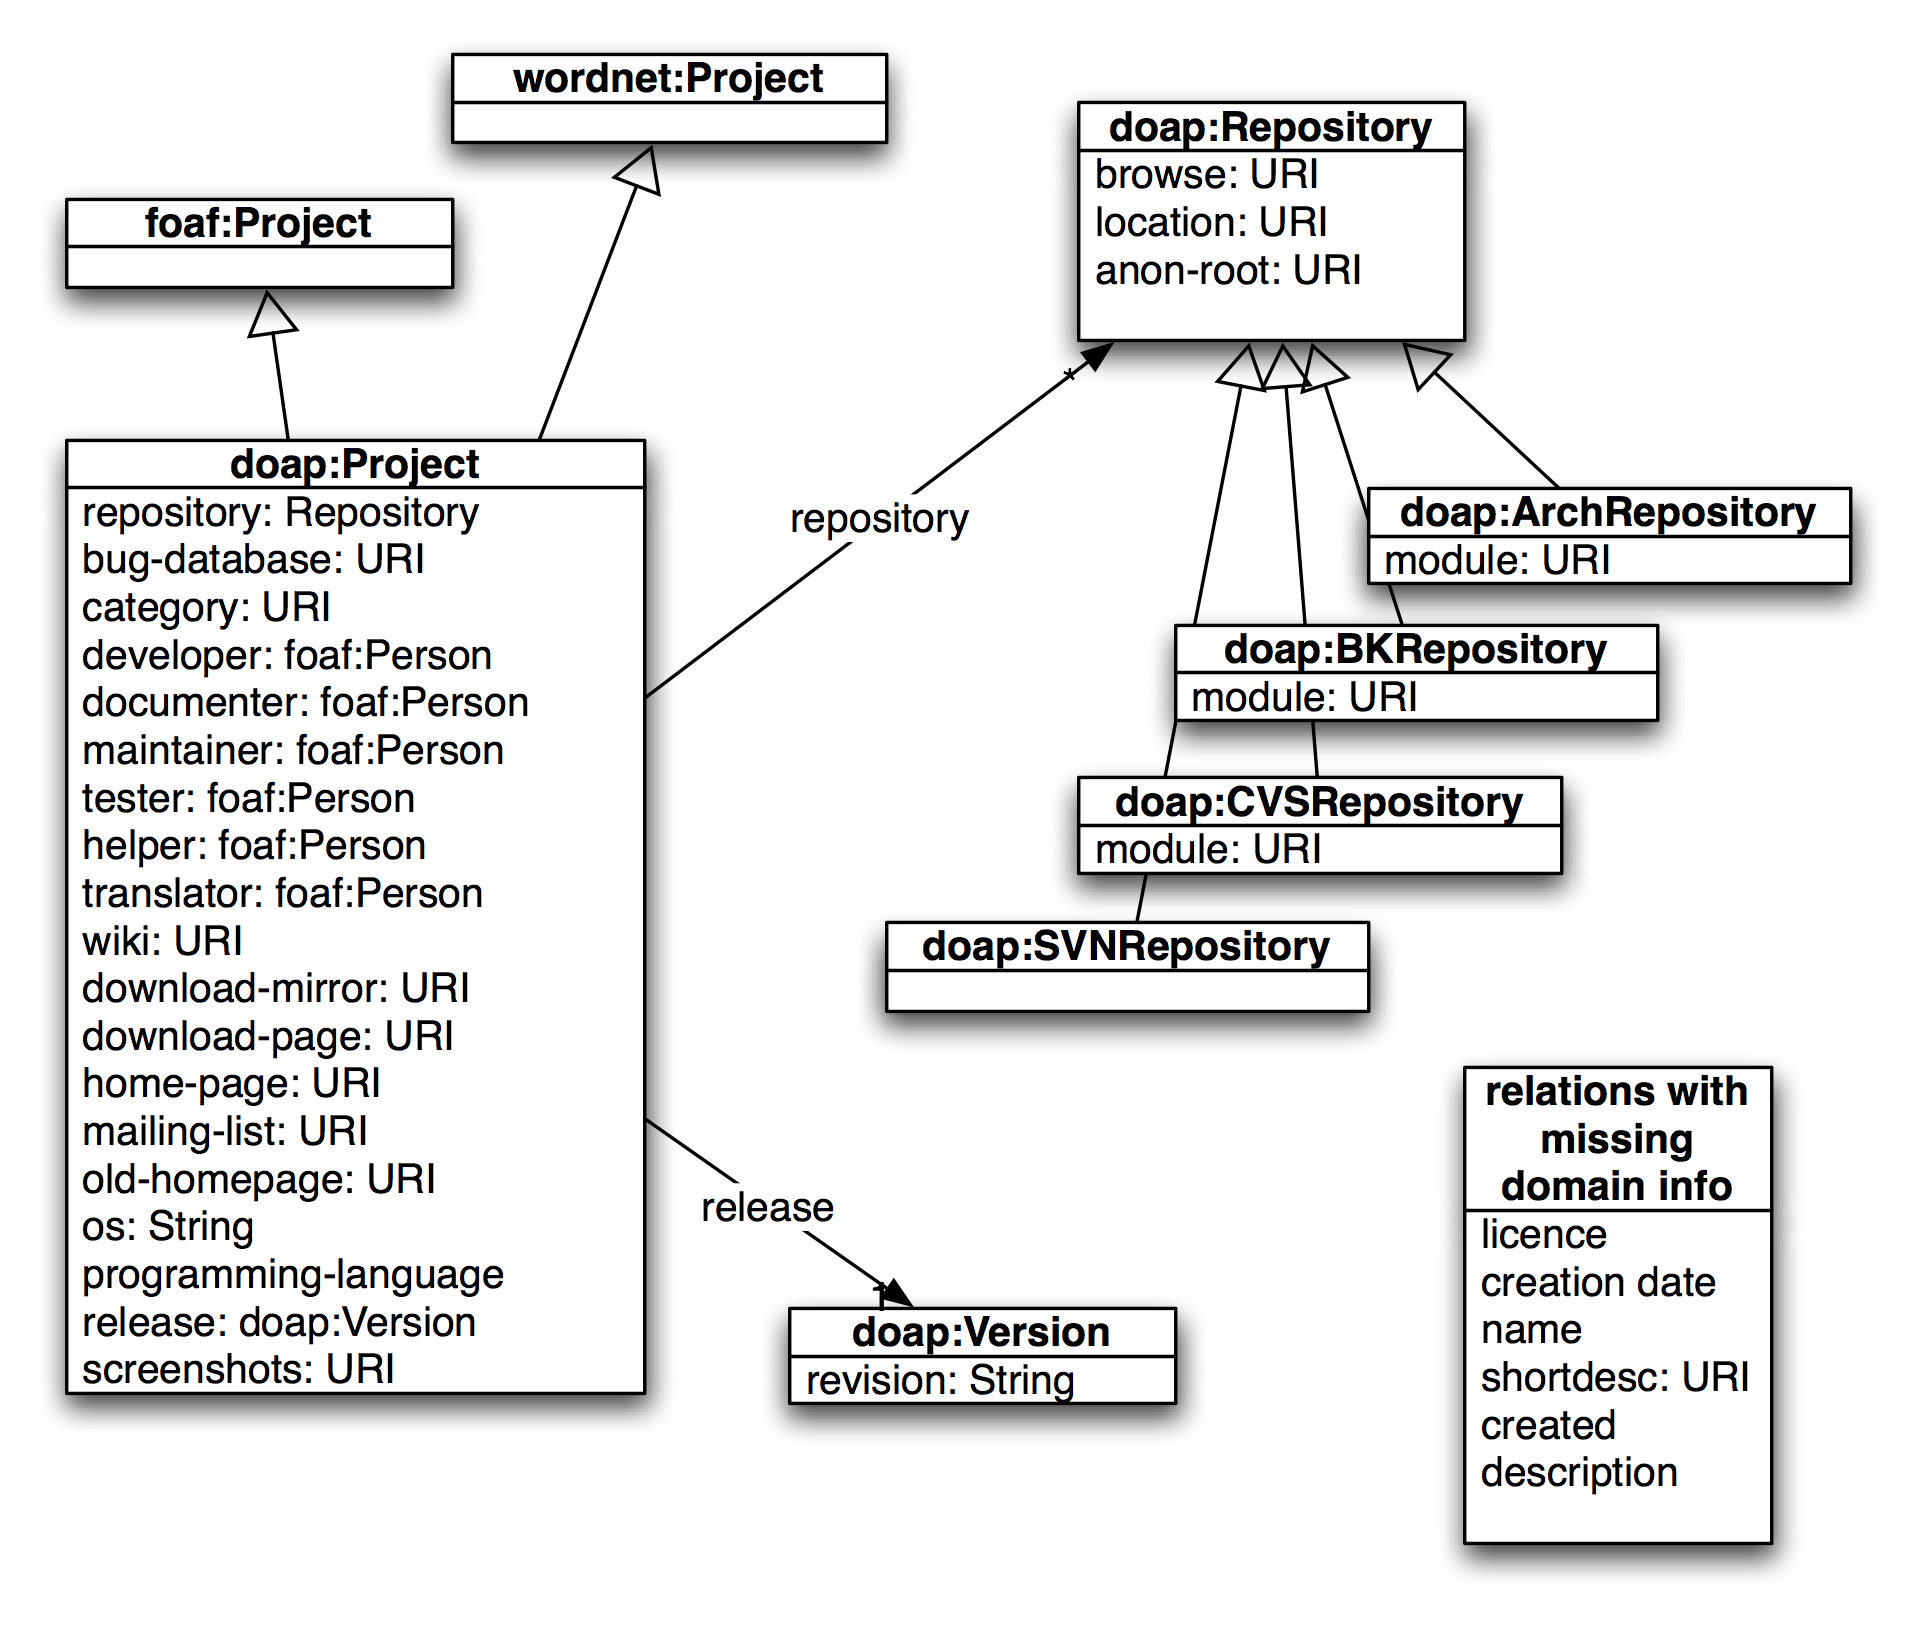 wordnet:Project
foaf:Project
doap:Project
repository: Repository
bug-database: URI
category: URI
developer: foaf:Person
documenter: foaf:Person
maintainer: foaf:Person
tester: foaf:Person
helper: foaf:Person
translator: foaf:Person
wiki: URI
download-mirror: URI
download-page: URI
home-page: URI
mailing-list: URI
old-homepage: URI
os: String
programming-language
release: doap:Version
screenshots: URI
repository
*
release
1
doap:Version
revision: String
doap:Repository
browse: URI
location: URI
anon-root: URI
doap:ArchRepository
module: URI
doap:BKRepository
module: URI
doap:CVSRepository
module: URI
doap:SVNRepository
relations with
missing
domain info
licence
creation date
name
shortdesc: URI
created
description